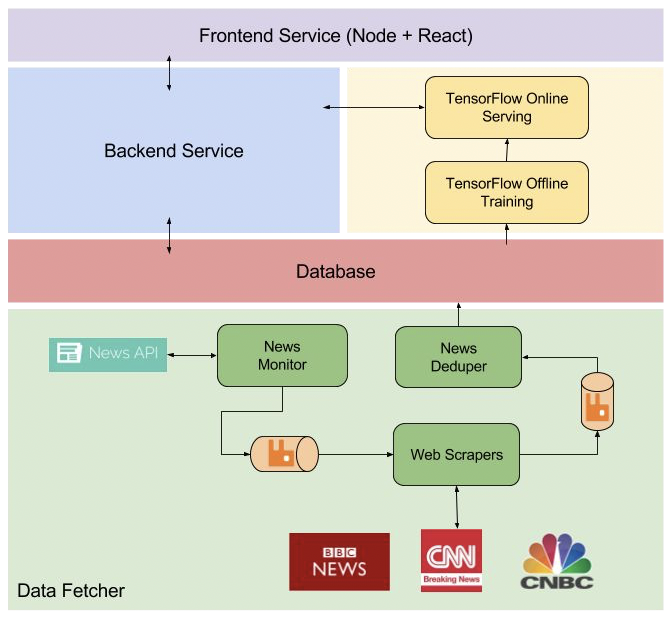 Frontend Service (Node + React)
Backend Service
TensorFlow Online
Serving
TensorFlow Offline
Training
Database
News API
News
Monitor
News
Deduper
Web Scrapers
BBC
NEWS
CNN
Breaking News
CNBC
Data Fetcher